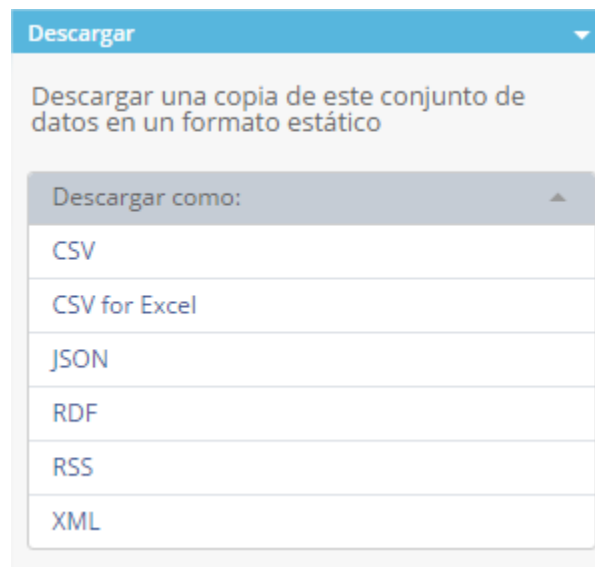 Descargar
Descargar una copia de este conjunto de
datos en un formato estático
Descargar como:
CSV
CSV for Excel
JSON
RDF
RSS
XML